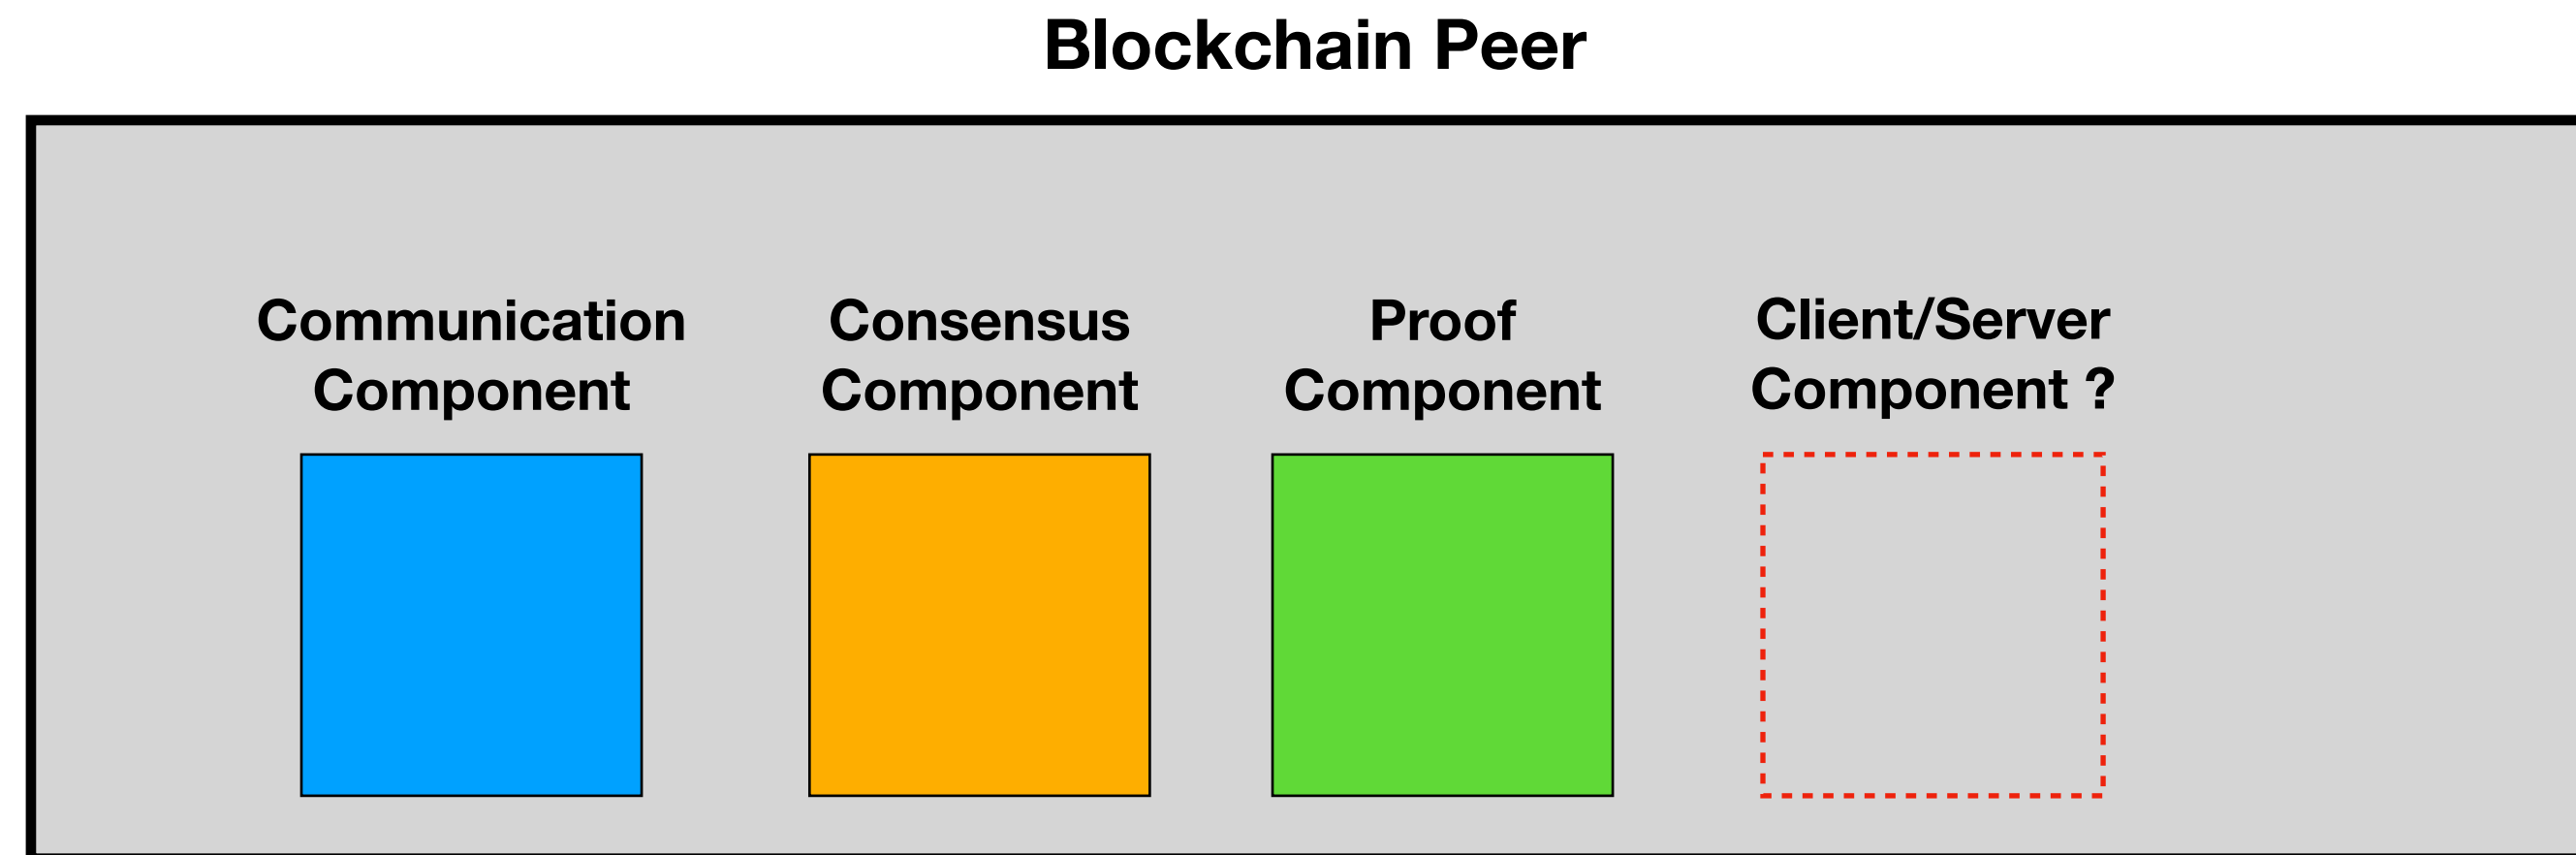 Blockchain Peer
Communication
Component
Consensus
Component
Proof
Component
Client/Server
Component ?